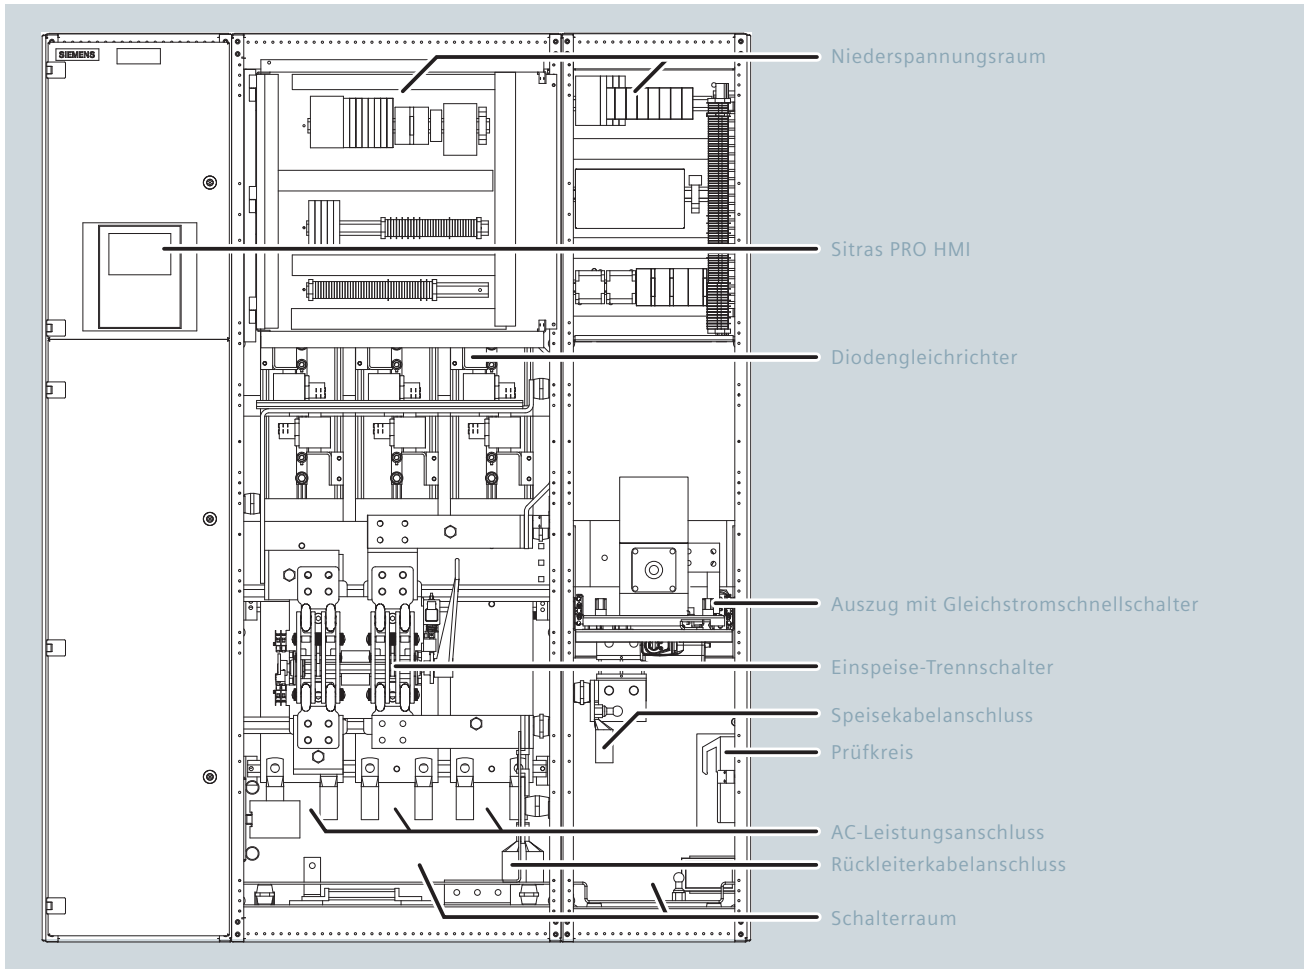 SIEMENS
Niederspannungsraum
Sitras PRO HMI
Diodengleichrichter
Auszug mit Gleichstromschnellschalter
Einspeise-Trennschalter
Speisekabelanschluss
Prüfkreis
AC-Leistungsanschluss
Rückleiterkabelanschluss
Schalterraum